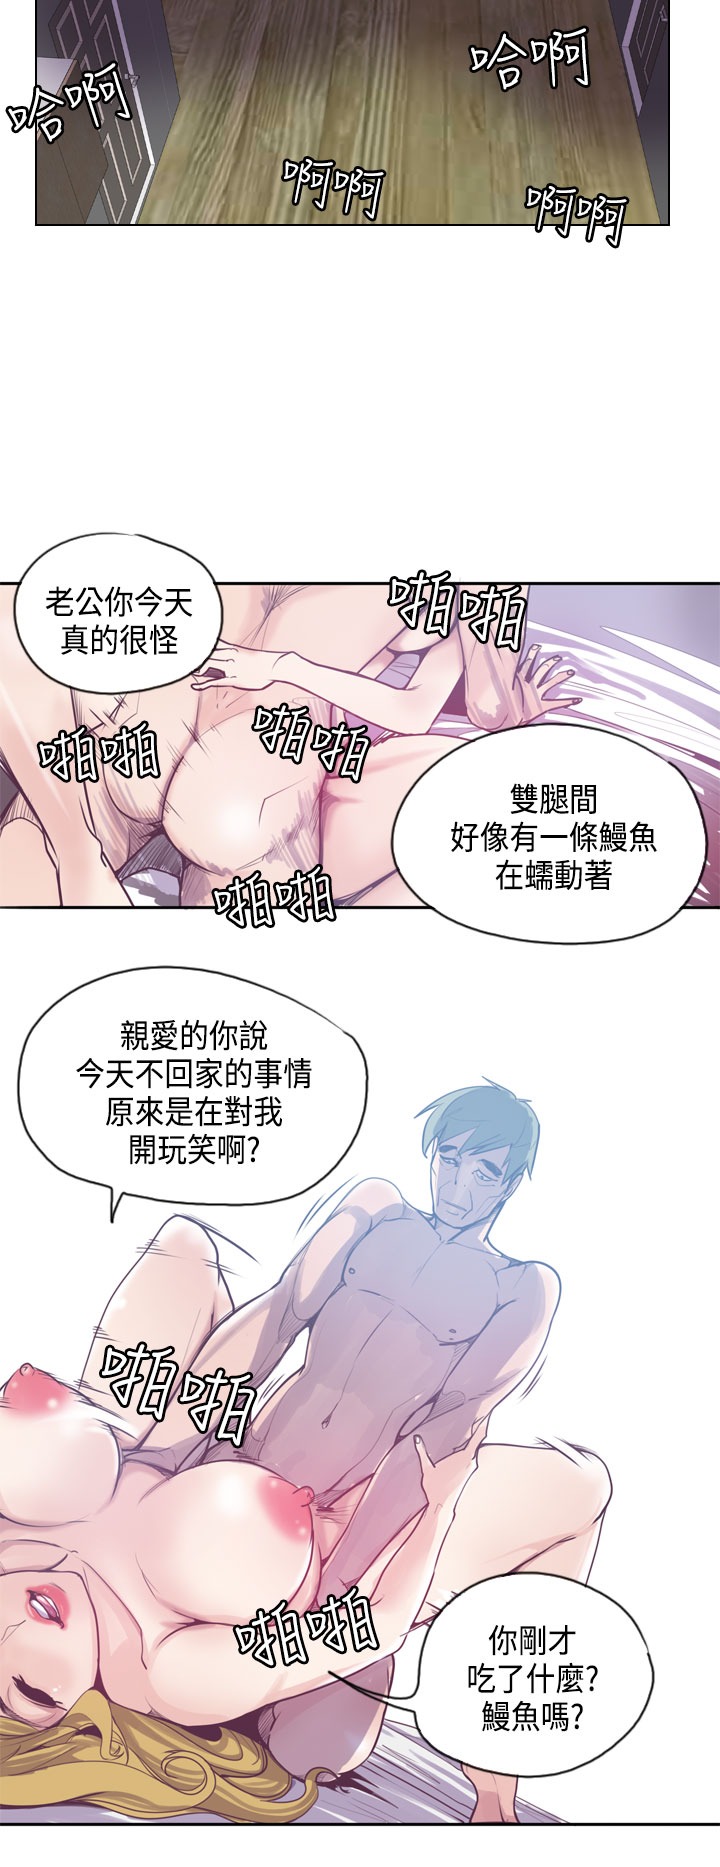 哈啊
哈啊
啊啊
啊啊
老公你今天
真的很怪
啪啪
啪啪
啪啪
啪啪
雙腿間
好像有一條鰻魚
在蠕動著
親愛的你說
今天不回家的事情
原來是在對我
開玩笑啊?
啪啪
啪啪
你剛才
吃了什麼?
鰻魚嗎?